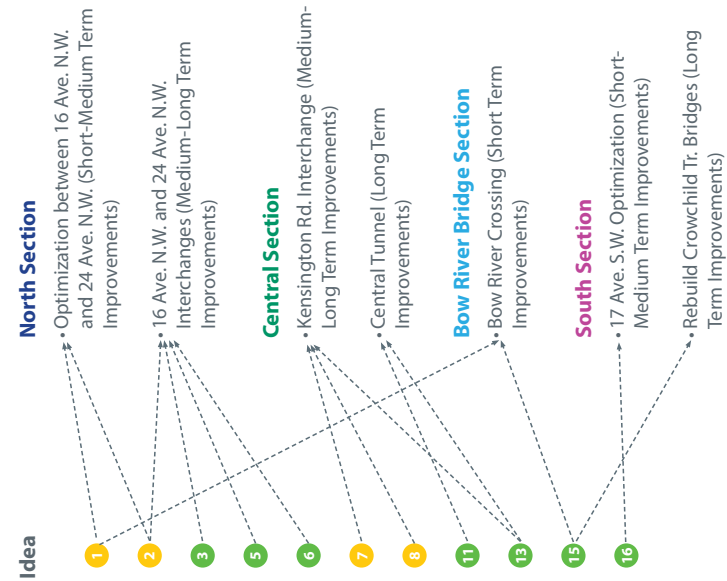 Idea
1
2
3
5
6
7
8
11
13
15
16
North Section
• Optimization between 16 Ave. N.W.
and 24 Ave. N.W. (Short-Medium Term
Improvements)
• 16 Ave. N.W. and 24 Ave. N.W.
Interchanges (Medium-Long Term
Improvements)
Central Section
• Kensington Rd. Interchange (Medium-
Long Term Improvements)
• Central Tunnel (Long Term
Improvements)
Bow River Bridge Section
• Bow River Crossing (Short Term
Improvements)
South Section
• 17 Ave. S.W. Optimization (Short-
Medium Term Improvements)
• Rebuild Crowchild Tr. Bridges (Long
Term Improvements)